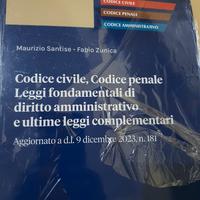 CODICE CIVILE
CODICE PENALE
CODICE AMMINISTRATIVO
Maurizio Santise - Fabio Zunica
Codice civile, Codice penale
Leggi fondamentali di
diritto amministrativo
e ultime leggi complementari
Aggiornato a d.l. 9 dicembre 2023, n. 181